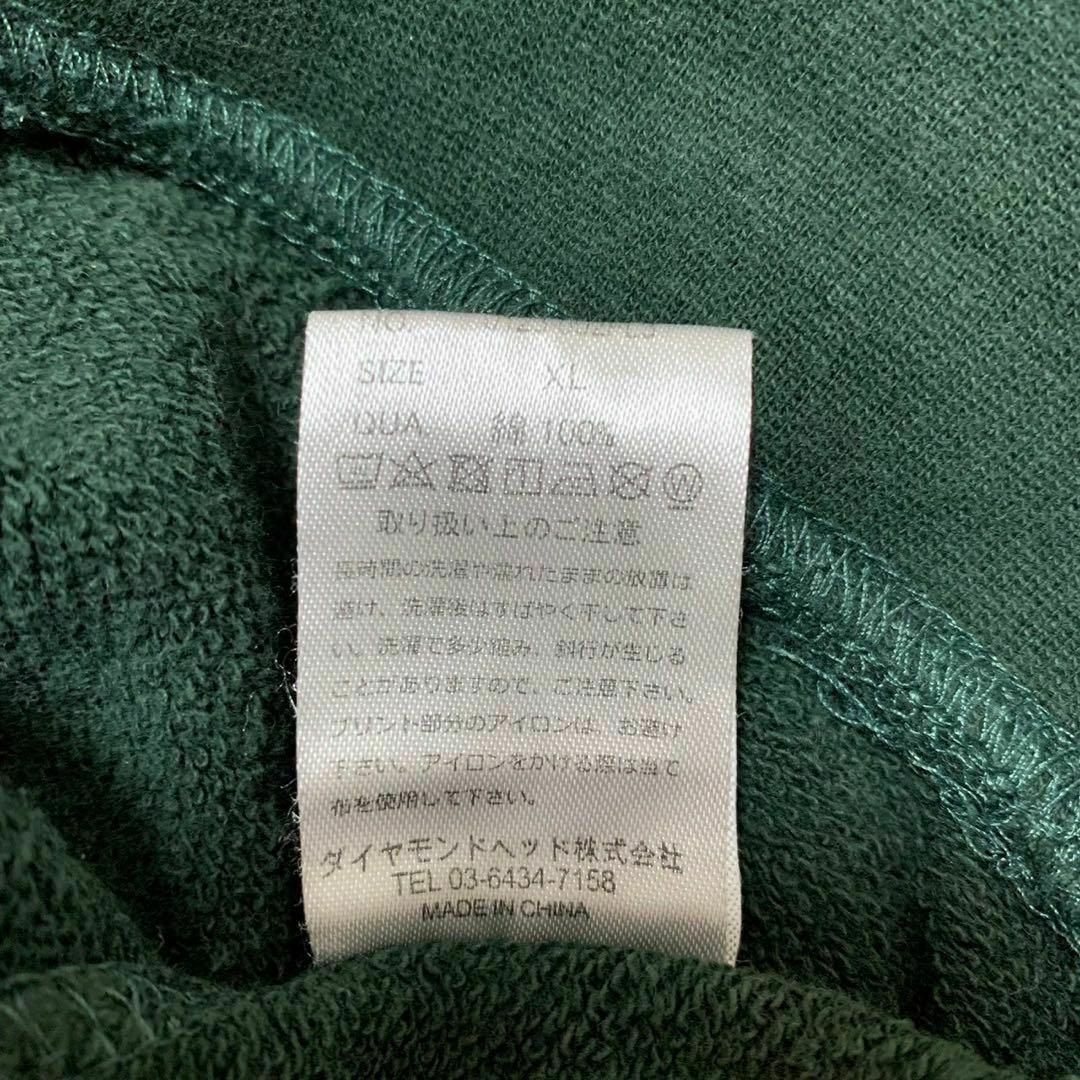 NO.
SIZE XL
QUA 綿100%
取り扱い上のご注意
長時間の洗濯や濡れたままの放置は
避け、洗濯後はすばやく干して下さ
い。洗濯で多少縮み、斜行が生じる
ことがありますので、ご注意下さい。
プリント部分のアイロンは、お避け
下さい。アイロンをかける際は当て
布を使用して下さい。
ダイヤモンドヘッド株式会社
TEL 03-6434-7158
MADE IN CHINA